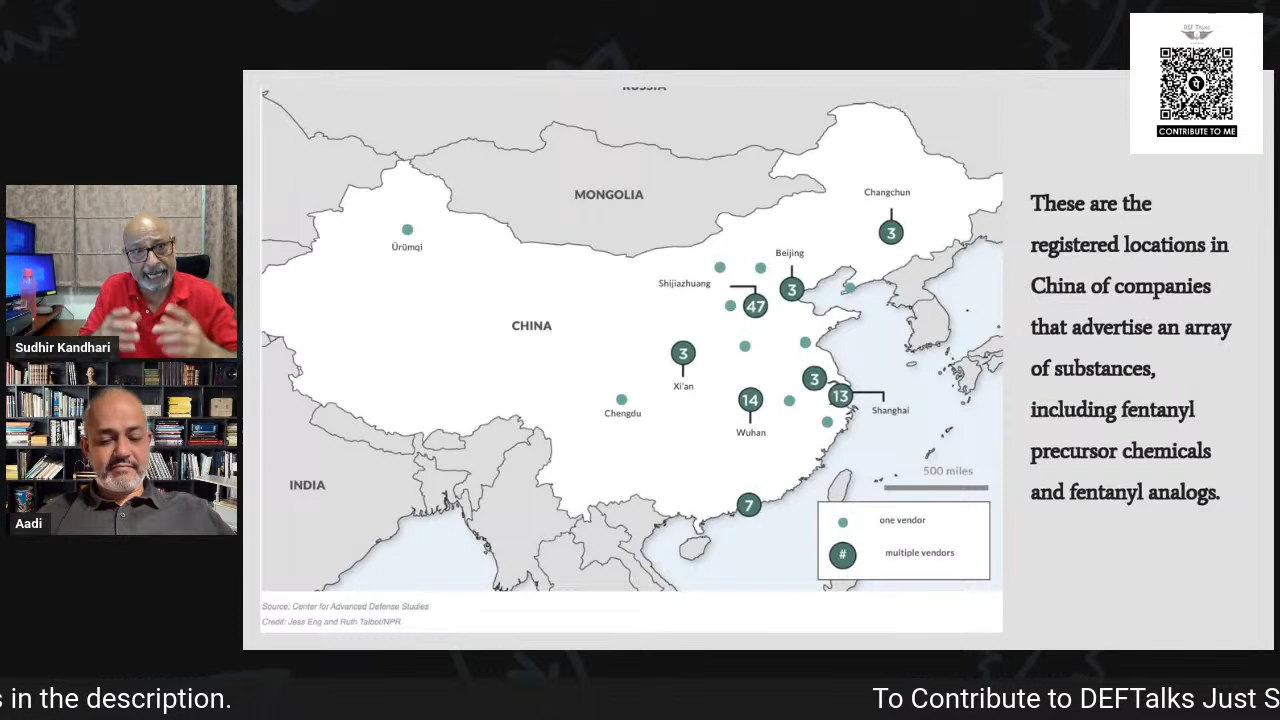 CONTRIBUTE TO ME
RUSSIA
MONGOLIA
Changchun
3
Ürümqi
Beijing
3
Shijiazhuang
47
CHINA
3
Xi'an
3
13
Shanghai
14
Wuhan
Chengdu
500 miles
INDIA
7
one vendor
#
multiple vendors
Source: Center for Advanced Defense Studies
Credit: Jess Eng and Ruth Talbot/NPR
These are the
registered locations in
China of companies
that advertise an array
of substances,
including fentanyl
precursor chemicals
and fentanyl analogs.
Sudhir Kandhari
Aadi
s in the description.
To Contribute to DEFTalks Just S